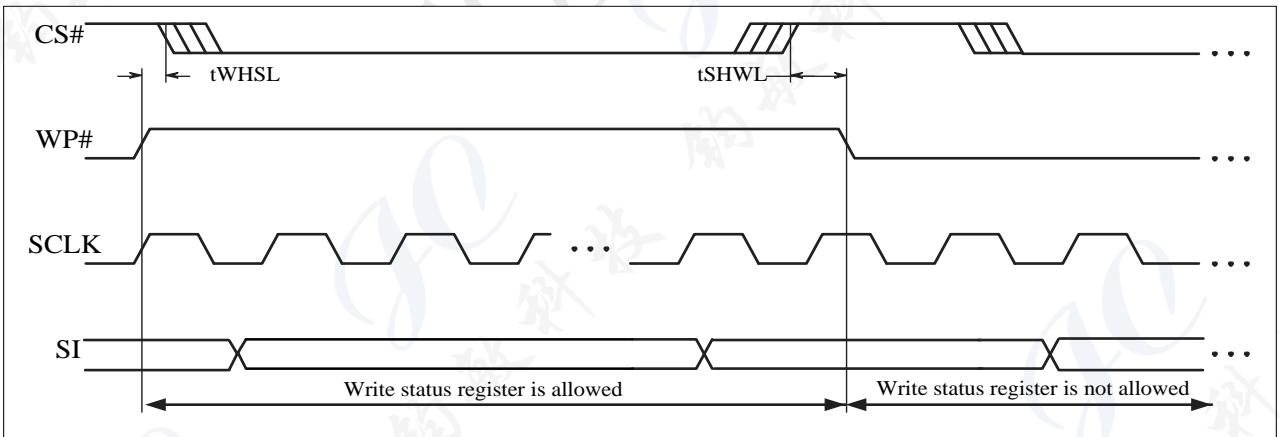 CS#
tWHSL
tSHWL
WP#
SCLK
SI
Write status register is allowed
Write status register is not allowed